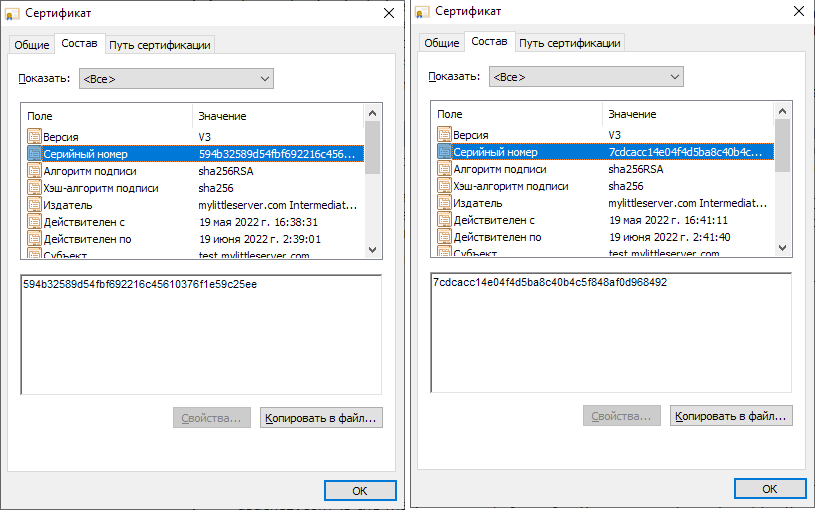 Сертификат
Общие
Состав
Путь сертификации
Показать:
<Все>
Поле
Значение
Версия
V3
Серийный номер
594b32589d54fbf692216c456...
Алгоритм подписи
sha256RSA
Хэш-алгоритм подписи
sha256
Издатель
mylittleserver.com Intermediat...
Действителен с
19 мая 2022 г. 16:38:31
Действителен по
19 июня 2022 г. 2:39:01
Субъект
test.mylittleserver.com
594b32589d54fbf692216c45610376f1e59c25ee
Свойства...
Копировать в файл...
ОК
Сертификат
Общие
Состав
Путь сертификации
Показать:
<Все>
Поле
Значение
Версия
V3
Серийный номер
7cdcacc14e04f4d5ba8c40b4c...
Алгоритм подписи
sha256RSA
Хэш-алгоритм подписи
sha256
Издатель
mylittleserver.com Intermediat...
Действителен с
19 мая 2022 г. 16:41:11
Действителен по
19 июня 2022 г. 2:41:40
Субъект
test.mylittleserver.com
7cdcacc14e04f4d5ba8c40b4c5f848af0d968492
Свойства...
Копировать в файл...
ОК